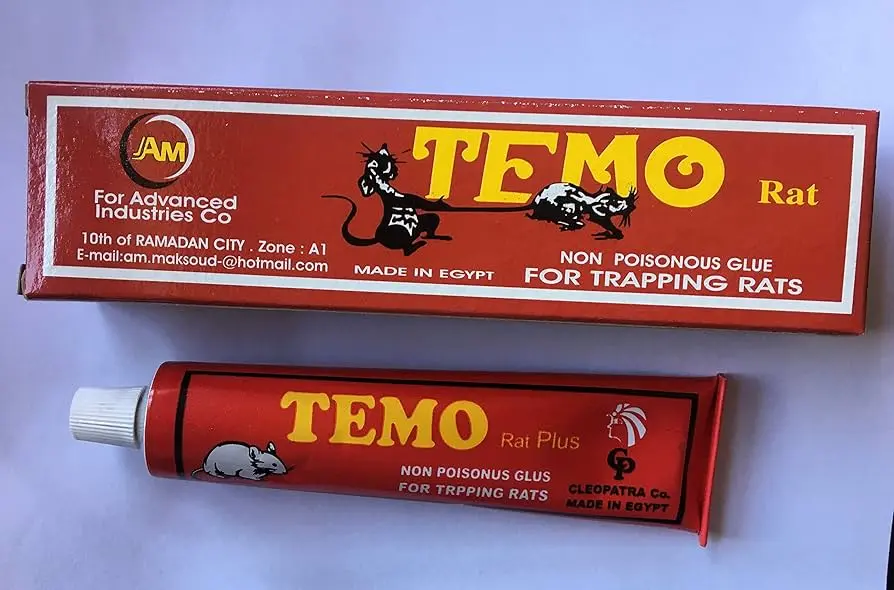 JAM
For Advanced
Industries Co
10th of RAMADAN CITY . Zone : A1
E-mail:am.maksoud-@hotmail.com
TEMO
Rat
MADE IN EGYPT
NON POISONOUS GLUE
FOR TRAPPING RATS
TEMO
Rat Plus
NON POISONUS GLUS
FOR TRPPING RATS
CP
CLEOPATRA Co.
MADE IN EGYPT